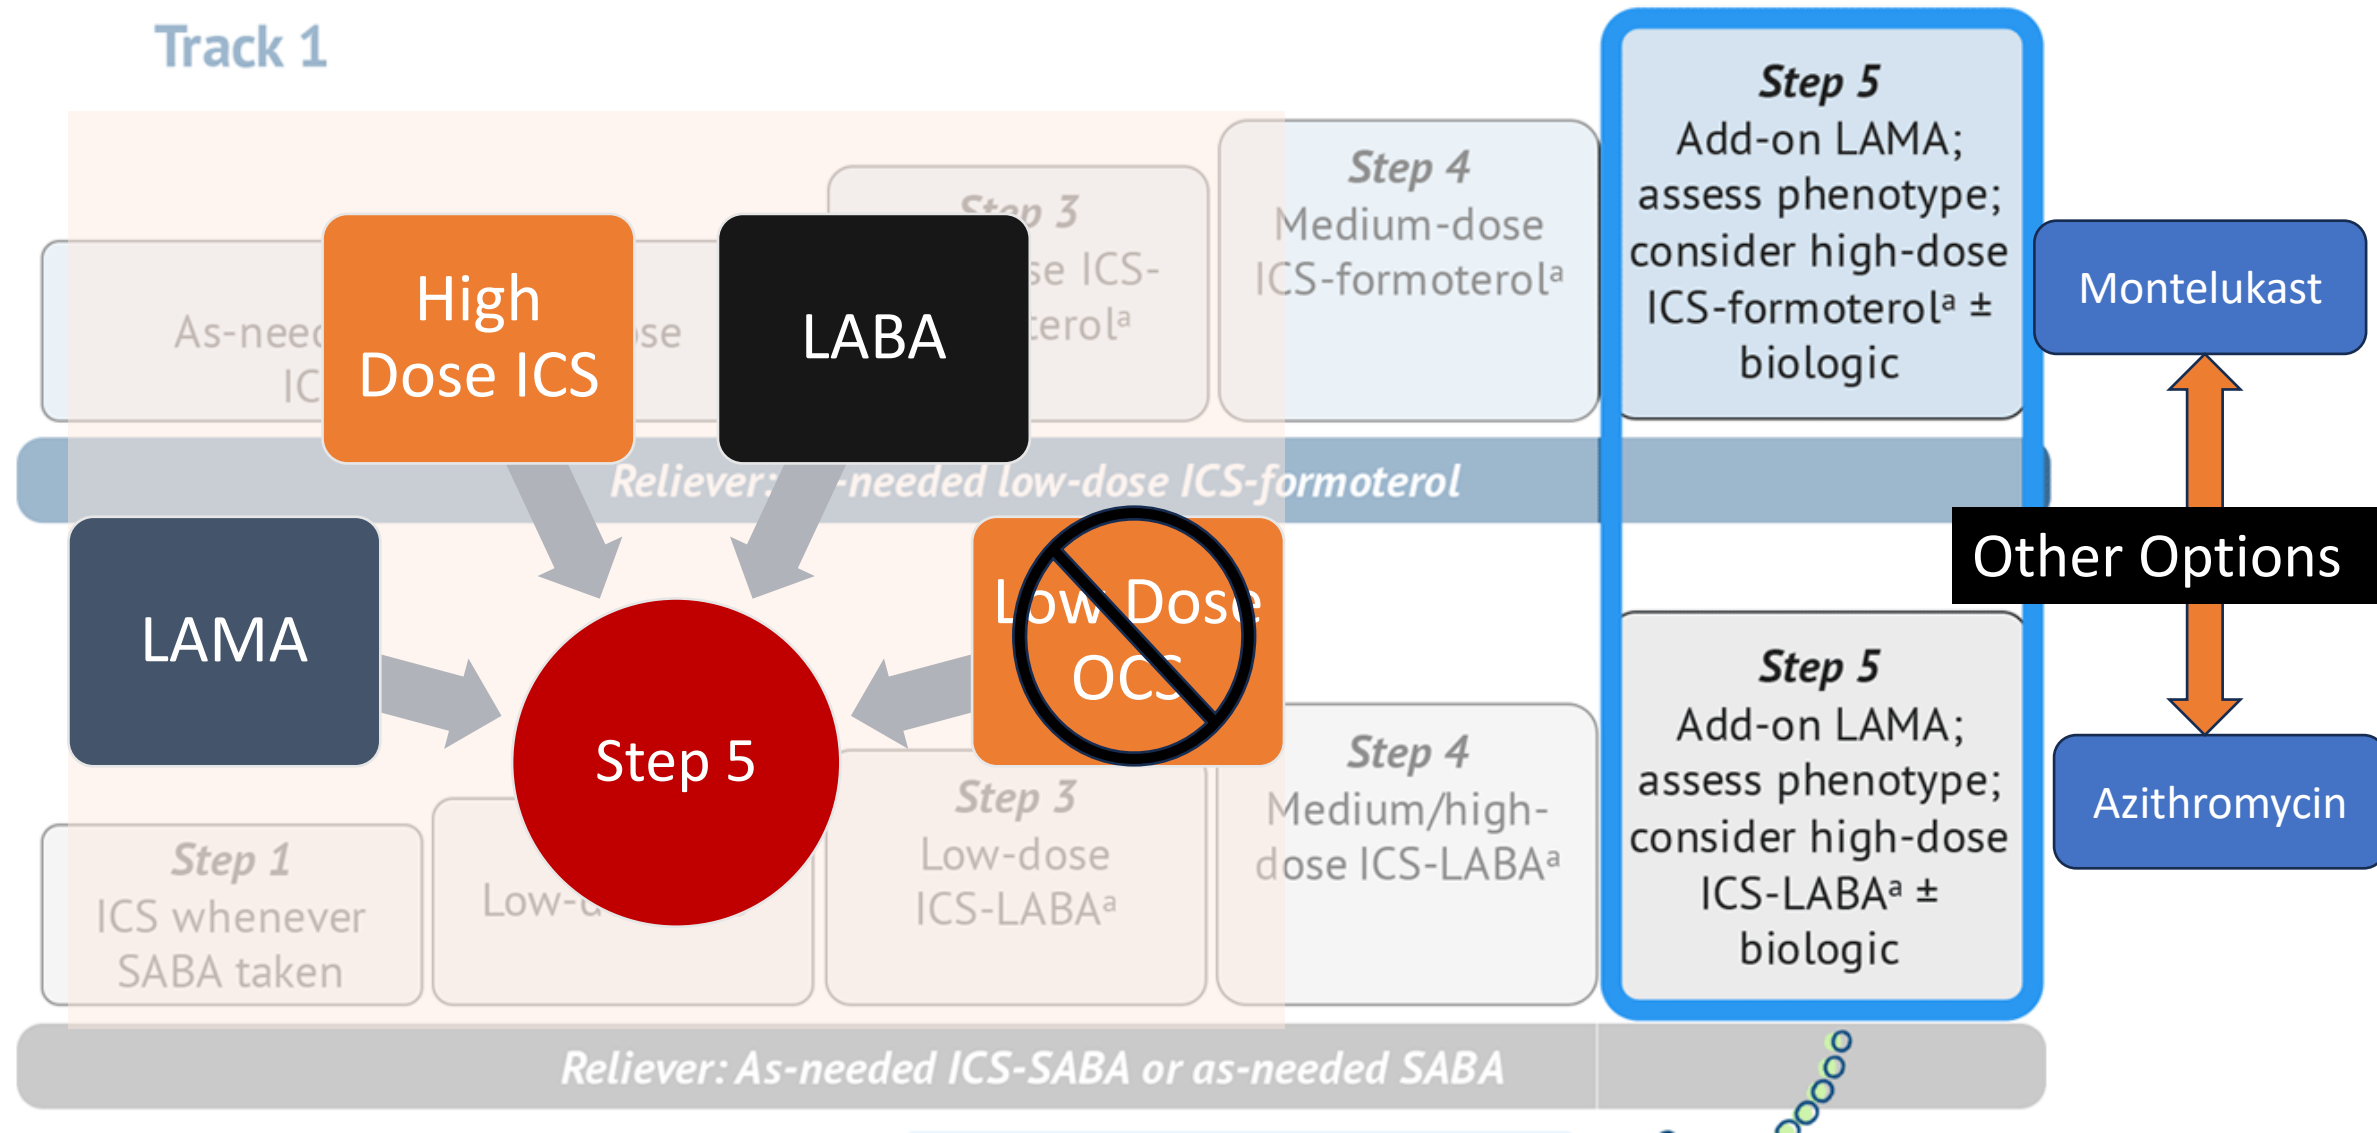 Track 1
Step 5
Add-on LAMA;
assess phenotype;
consider high-dose
ICS-formoterolᵃ ±
biologic
Step 4
Medium-dose
ICS-formoterolᵃ
Step 3
ICS-
High
Dose ICS
LABA
Montelukast
Reliever: -needed low-dose ICS-formoterol
LAMA
Low Dose
OCS
Other Options
Step 5
Step 1
ICS whenever
SABA taken
Step 3
Low-dose
ICS-LABAᵃ
Step 4
Medium/high-
dose ICS-LABAᵃ
Step 5
Add-on LAMA;
assess phenotype;
consider high-dose
ICS-LABAᵃ ±
biologic
Azithromycin
Reliever: As-needed ICS-SABA or as-needed SABA